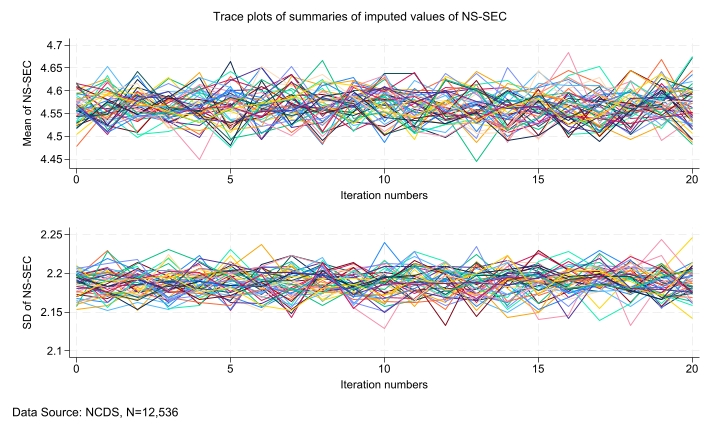 Trace plots of summaries of imputed values of NS-SEC
Mean of NS-SEC
4.7
4.65
4.6
4.55
4.5
4.45
0 5 10 15 20
Iteration numbers
SD of NS-SEC
2.25
2.2
2.15
2.1
0 5 10 15 20
Iteration numbers
Data Source: NCDS, N=12,536